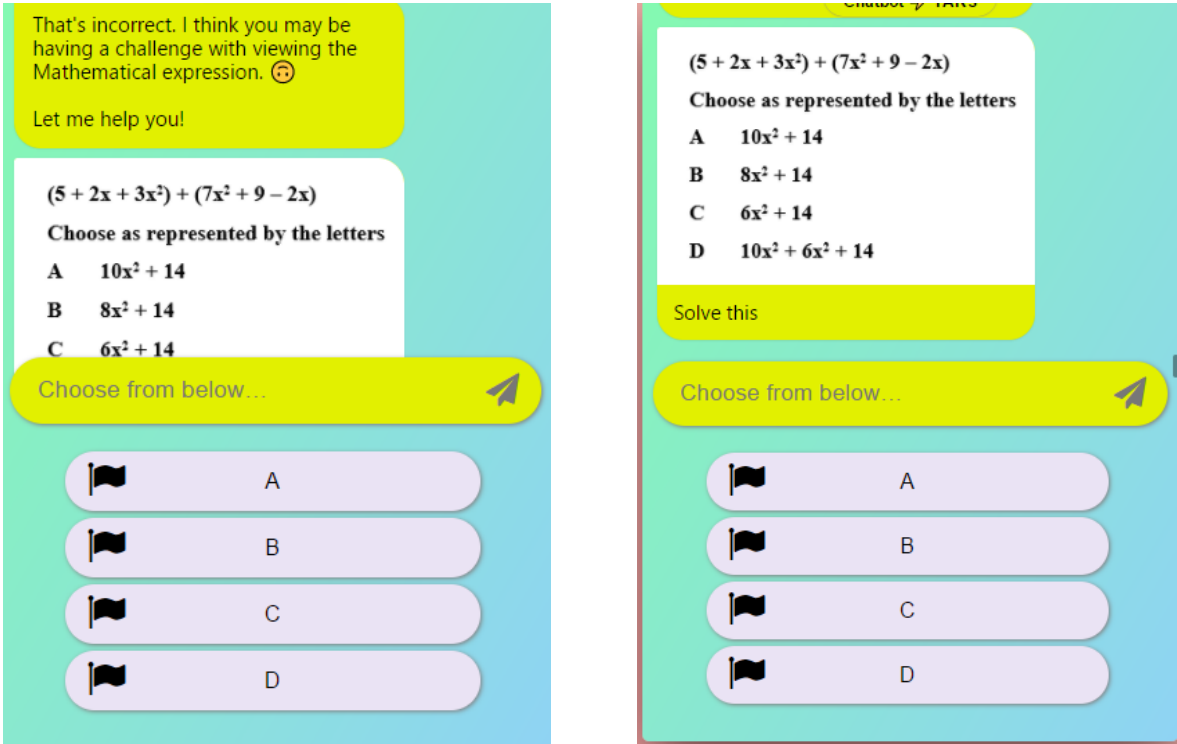 That's incorrect. I think you may be
having a challenge with viewing the
Mathematical expression. 🙃
Let me help you!
(5 + 2x + 3x²) + (7x² + 9 – 2x)
Choose as represented by the letters
A 10x² + 14
B 8x² + 14
C 6x² + 14
Choose from below...
A
B
C
D
Chatbot ⚡ TARS
(5 + 2x + 3x²) + (7x² + 9 – 2x)
Choose as represented by the letters
A 10x² + 14
B 8x² + 14
C 6x² + 14
D 10x² + 6x² + 14
Solve this
Choose from below...
A
B
C
D